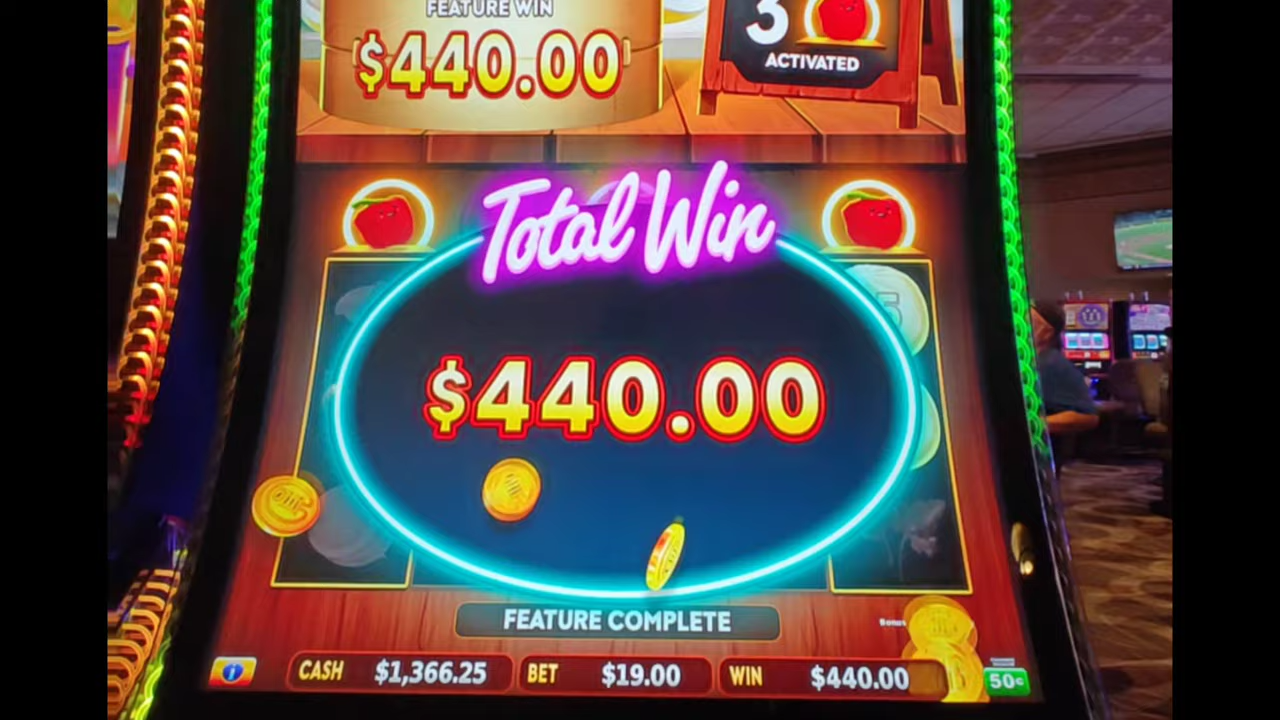 FEATURE WIN
$440.00
3
ACTIVATED
Total Win
$440.00
FEATURE COMPLETE
Bonus
CASH $1,366.25 BET $19.00 WIN $440.00
50¢